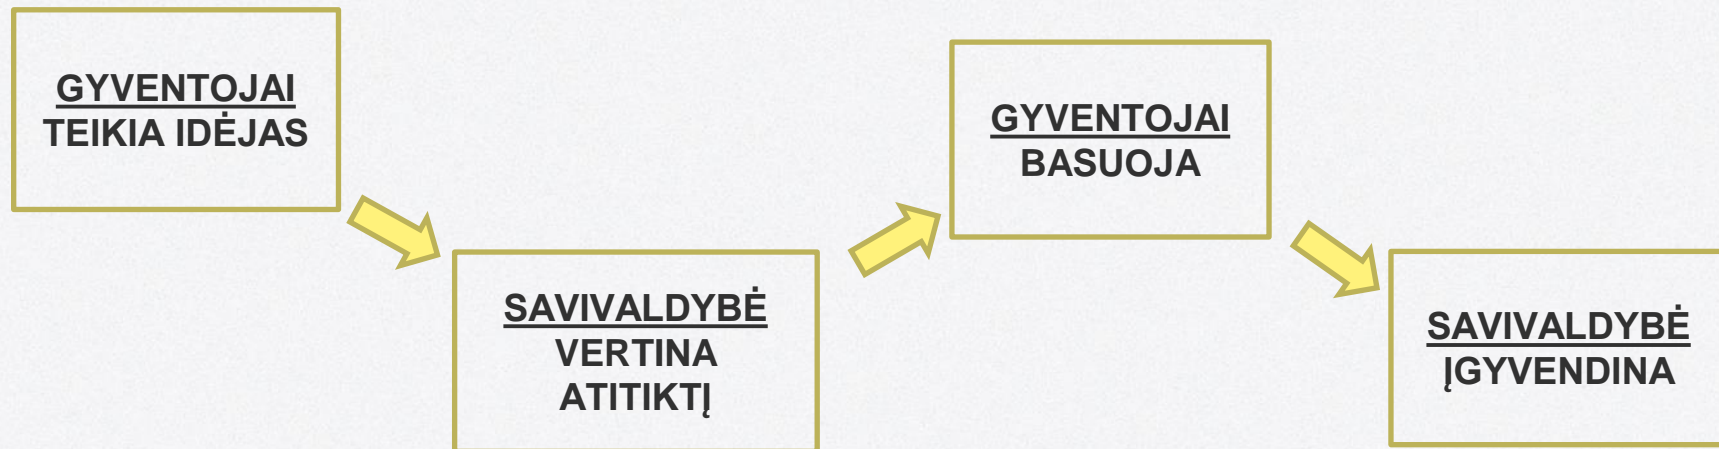 GYVENTOJAI
TEIKIA IDĖJAS
SAVIVALDYBĖ
VERTINA
ATITIKTĮ
GYVENTOJAI
BASUOJA
SAVIVALDYBĖ
ĮGYVENDINA